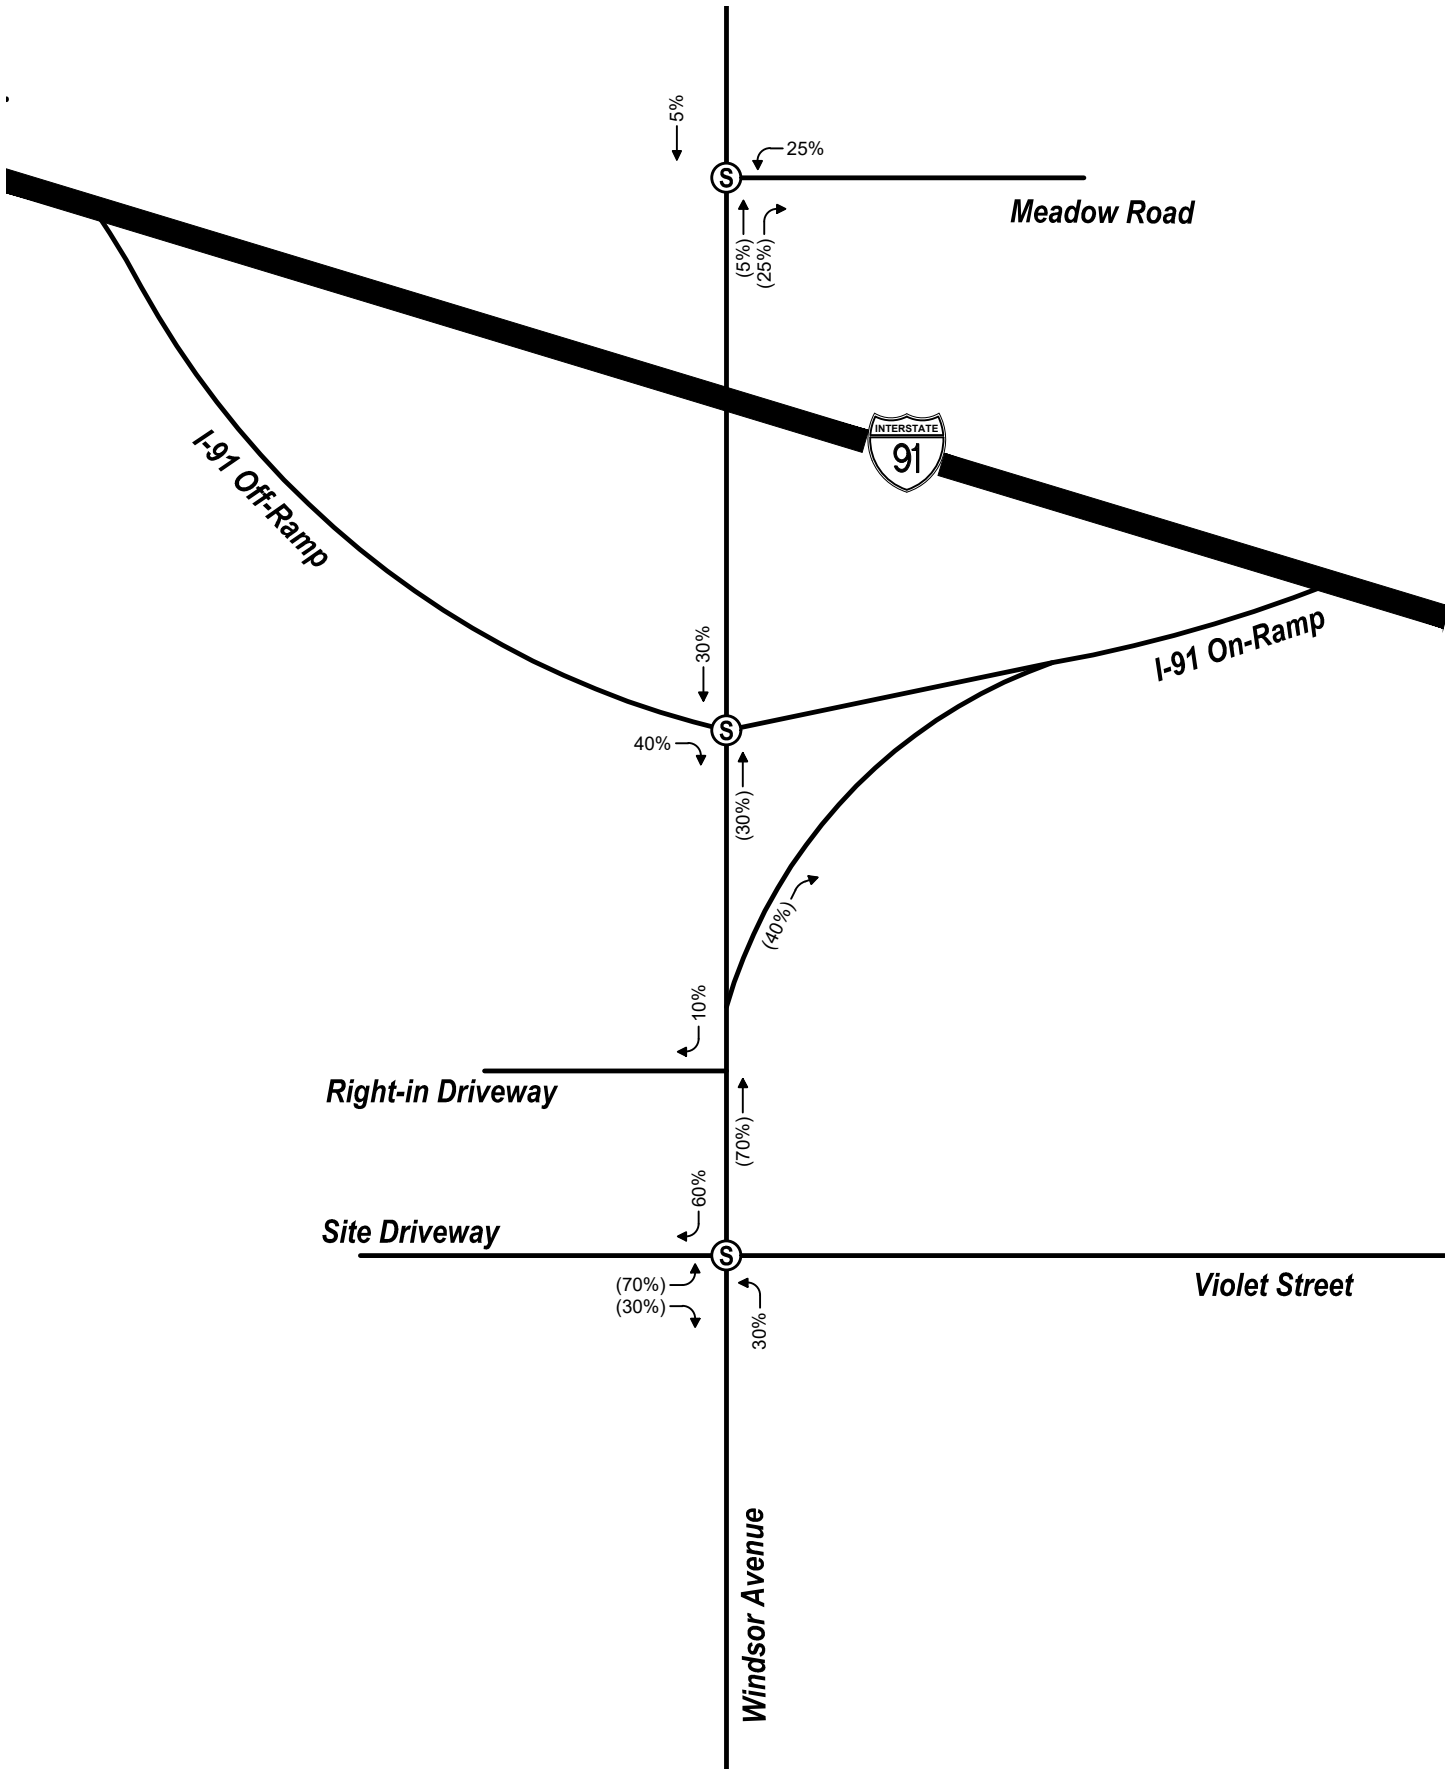 5%
25%
S
Meadow Road
(5%)
(25%)
INTERSTATE
91
I-91 Off-Ramp
I-91 On-Ramp
30%
S
40%
(30%)
(40%)
10%
Right-in Driveway
(70%)
60%
Site Driveway
S
(70%)
(30%)
30%
Violet Street
Windsor Avenue